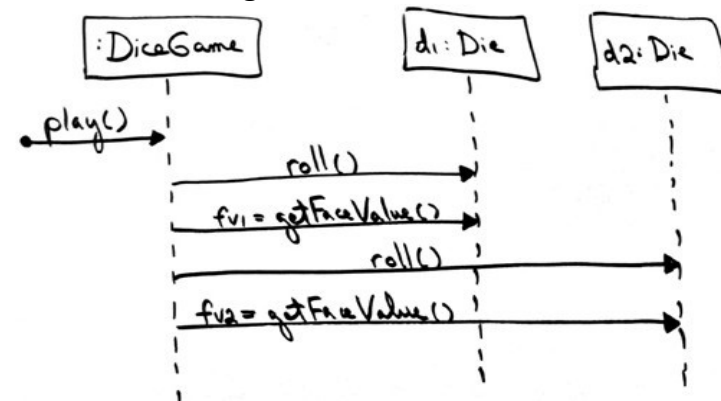 :DiceGame
d1: Die
d2: Die
play()
roll()
fv1 = getFaceValue()
roll()
fv2 = getFaceValue()